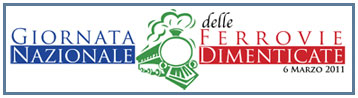 GIORNATA
NAZIONALE
delle
FERROVIE
DIMENTICATE
6 MARZO 2011